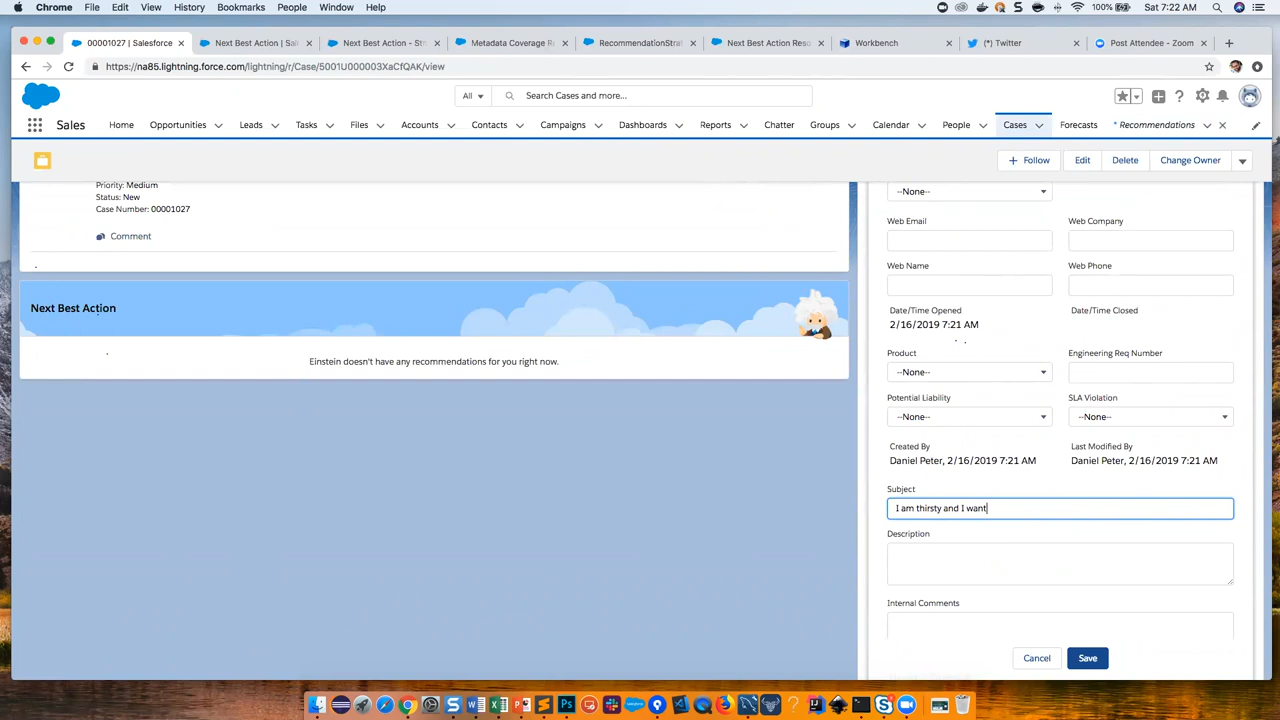 Chrome File Edit View History Bookmarks People Window Help 100% Sat 7:22 AM
00001027 | Salesforce Next Best Action | Sal Next Best Action - Str Metadata Coverage R RecommendationStrat Next Best Action Reso Workbench (*) Twitter Post Attendee - Zoom
https://na85.lightning.force.com/lightning/r/Case/5001U000003XaCfQAK/view
All Search Cases and more...
Sales Home Opportunities Leads Tasks Files Accounts Contacts Campaigns Dashboards Reports Chatter Groups Calendar People Cases Forecasts * Recommendations
+ Follow Edit Delete Change Owner
Priority: Medium
Status: New
Case Number: 00001027
Comment
Next Best Action
Einstein doesn't have any recommendations for you right now.
--None--
Web Email Web Company
Web Name Web Phone
Date/Time Opened Date/Time Closed
2/16/2019 7:21 AM
Product Engineering Req Number
--None--
Potential Liability SLA Violation
--None-- --None--
Created By Last Modified By
Daniel Peter, 2/16/2019 7:21 AM Daniel Peter, 2/16/2019 7:21 AM
Subject
I am thirsty and I want
Description
Internal Comments
Cancel Save